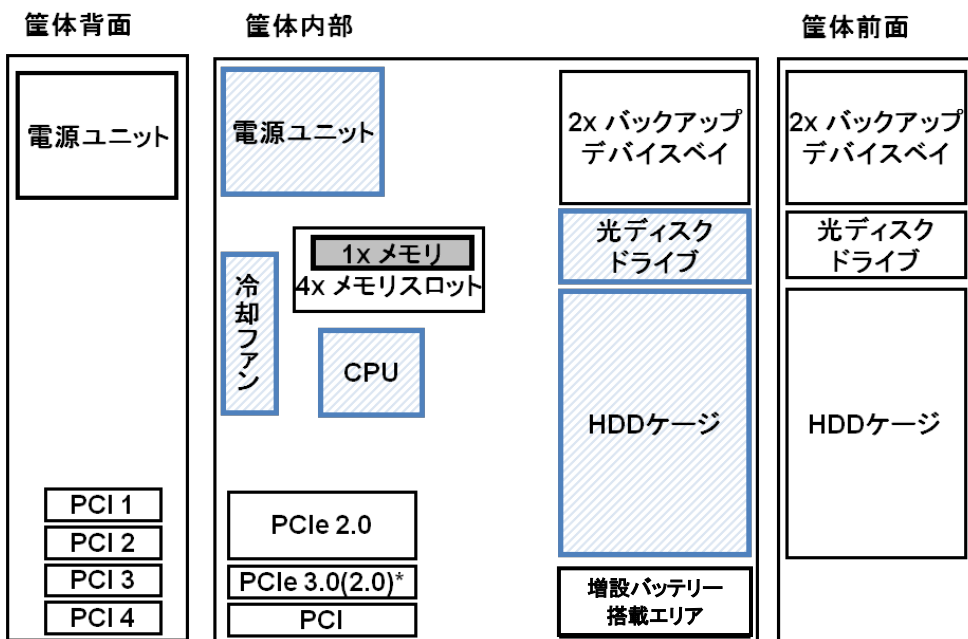 筐体背面
電源ユニット
PCI 1
PCI 2
PCI 3
PCI 4
筐体内部
電源ユニット
1x メモリ
4x メモリスロット
冷却ファン
CPU
PCIe 2.0
PCIe 3.0(2.0)*
PCI
2x バックアップ
デバイスベイ
光ディスク
ドライブ
HDDケージ
増設バッテリー
搭載エリア
筐体前面
2x バックアップ
デバイスベイ
光ディスク
ドライブ
HDDケージ